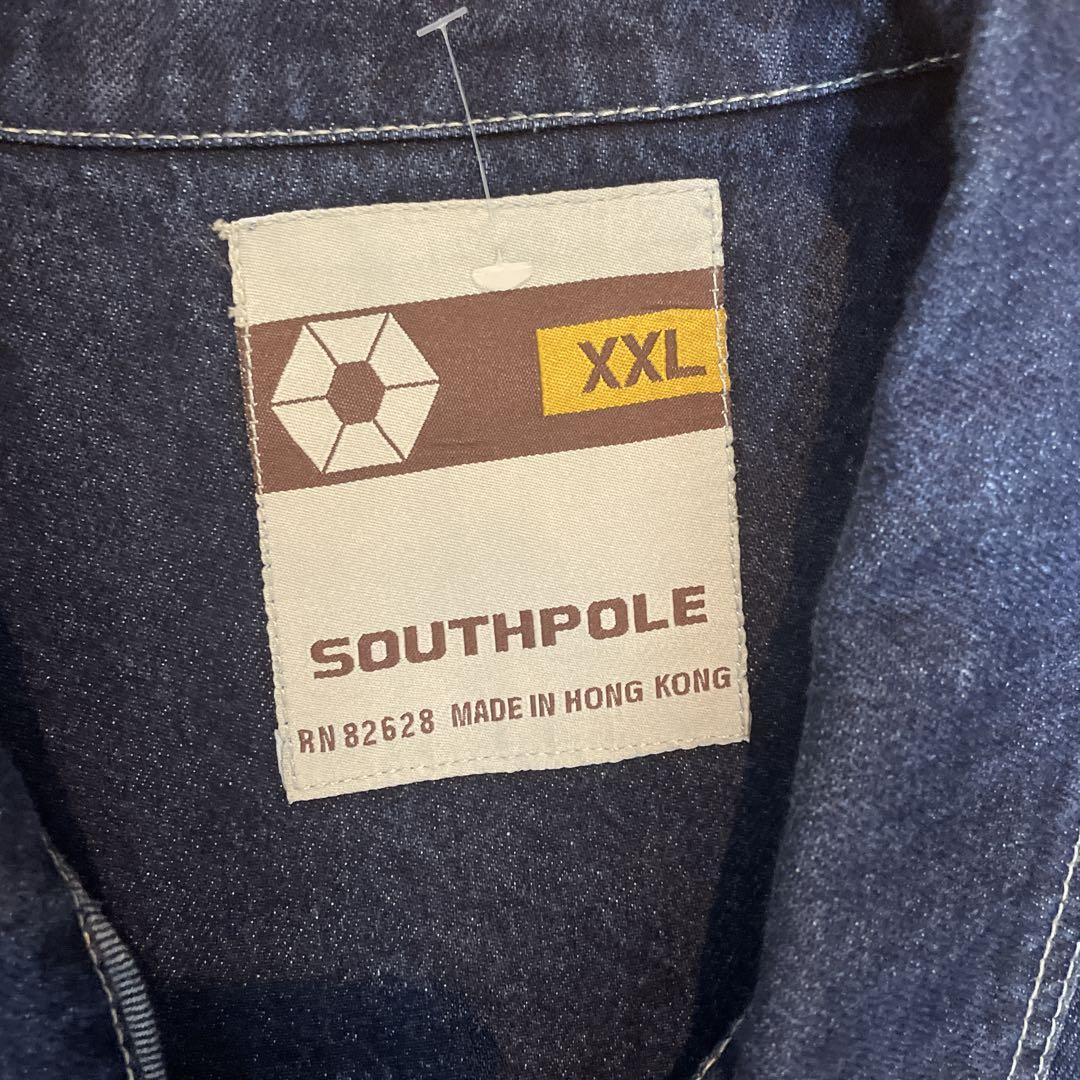 XXL
SOUTHPOLE
RN 82628 MADE IN HONG KONG